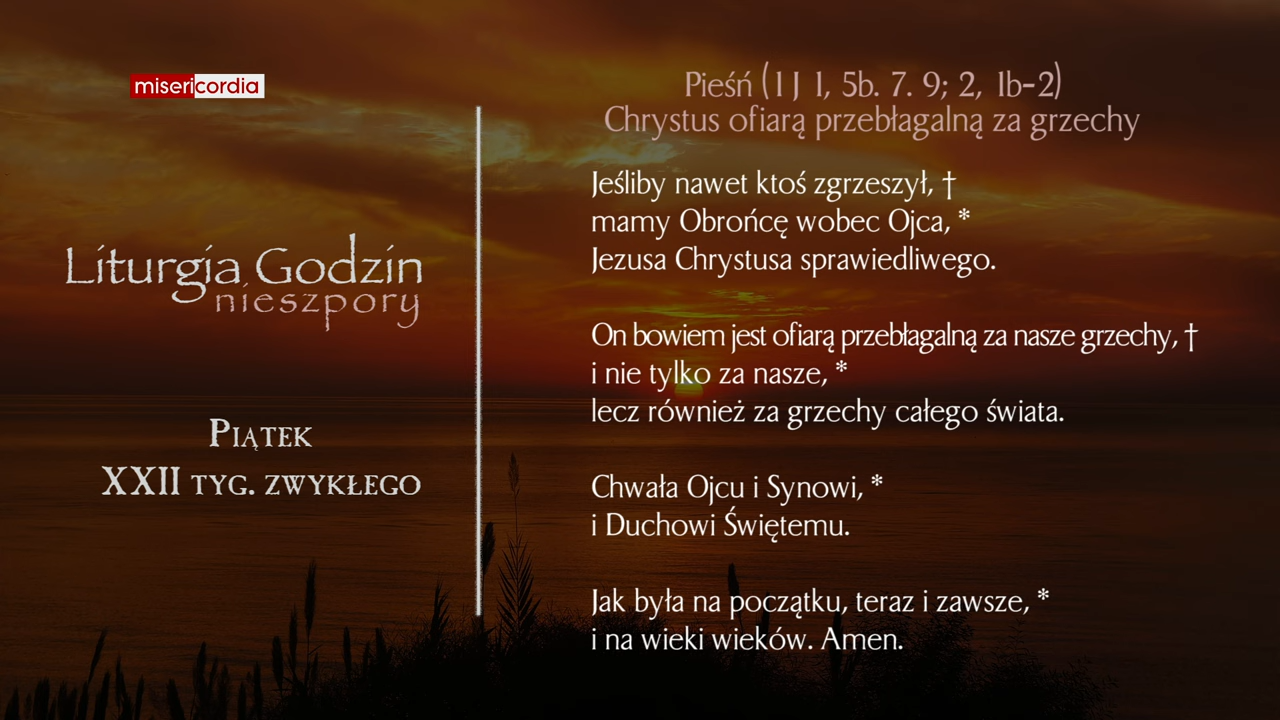 misericordia
Liturgia Godzin
nieszpory
Piątek
XXII tyg. zwykłego
Pieśń (1 J 1, 5b. 7. 9; 2, 1b-2)
Chrystus ofiarą przebłagalną za grzechy
Jeśliby nawet ktoś zgrzeszył, †
mamy Obrońcę wobec Ojca, *
Jezusa Chrystusa sprawiedliwego.
On bowiem jest ofiarą przebłagalną za nasze grzechy, †
i nie tylko za nasze, *
lecz również za grzechy całego świata.
Chwała Ojcu i Synowi, *
i Duchowi Świętemu.
Jak była na początku, teraz i zawsze, *
i na wieki wieków. Amen.